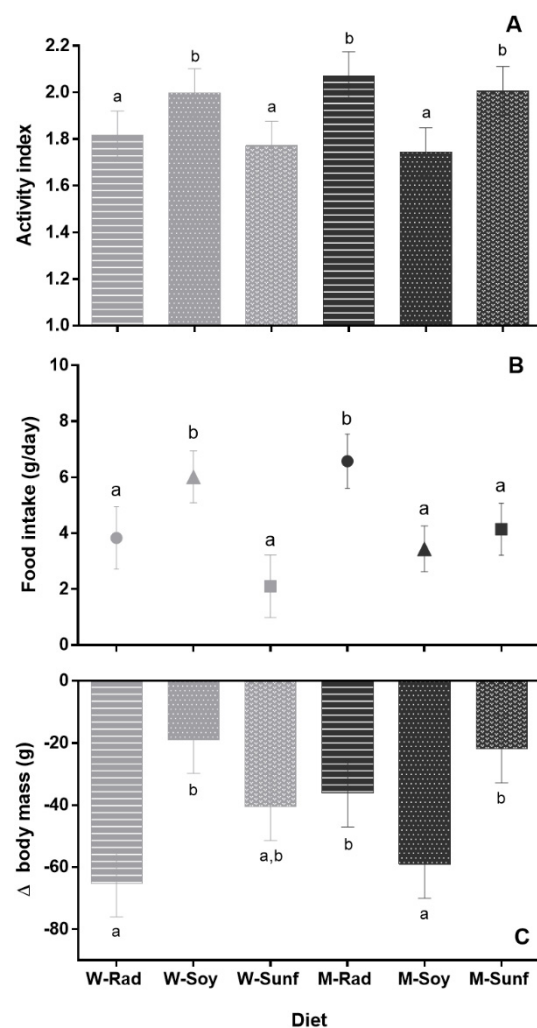 A
Activity index
2.2
2.0
1.8
1.6
1.4
1.2
1.0
a
b
a
b
a
b
B
Food intake (g/day)
10
8
6
4
2
0
a
b
a
b
a
a
C
Δ body mass (g)
0
-20
-40
-60
-80
a
b
a,b
b
a
b
W-Rad W-Soy W-Sunf M-Rad M-Soy M-Sunf
Diet